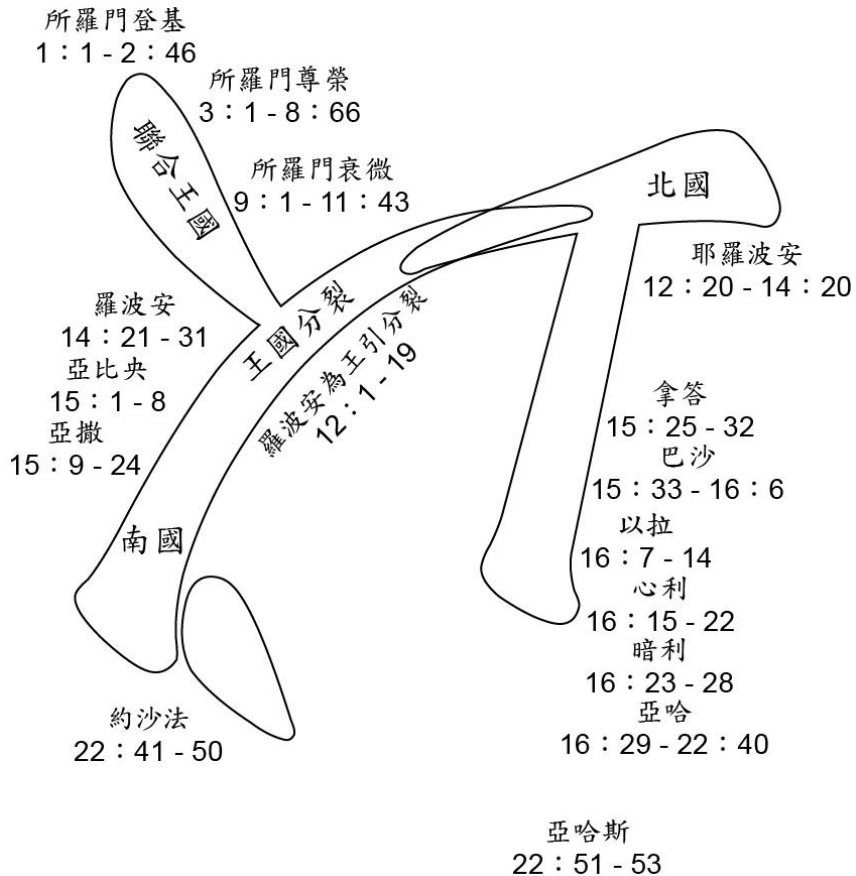 所羅門登基
1：1 - 2：46
所羅門尊榮
3：1 - 8：66
聯合王國
所羅門衰微
9：1 - 11：43
北國
耶羅波安
12：20 - 14：20
王國分裂
羅波安為王引分裂
12：1 - 19
羅波安
14：21 - 31
亞比央
15：1 - 8
亞撒
15：9 - 24
南國
約沙法
22：41 - 50
拿答
15：25 - 32
巴沙
15：33 - 16：6
以拉
16：7 - 14
心利
16：15 - 22
暗利
16：23 - 28
亞哈
16：29 - 22：40
亞哈斯
22：51 - 53